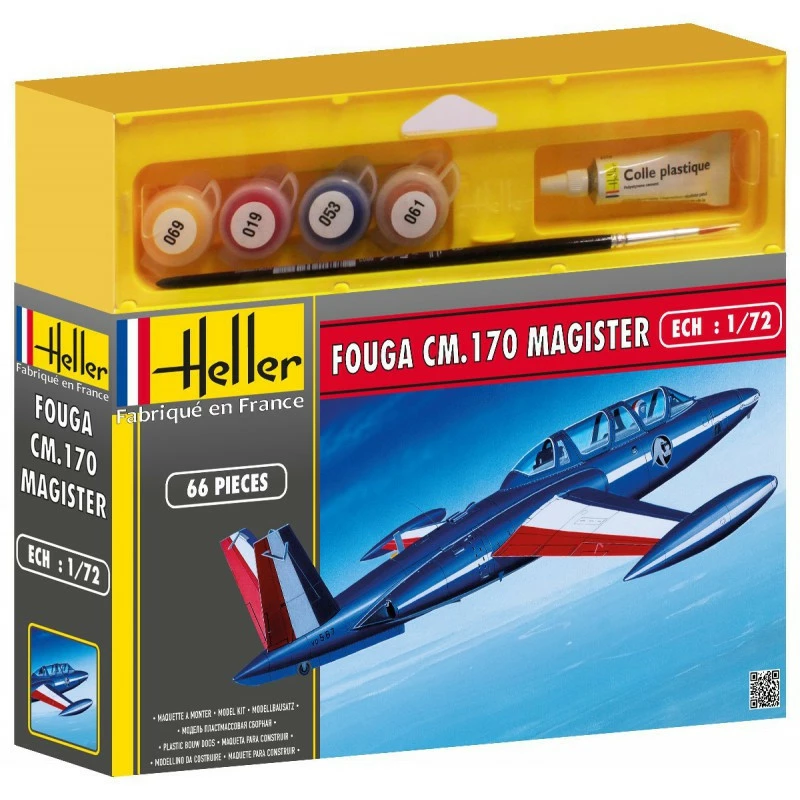 069
019
053
061
Heller
Colle plastique
Heller
Fabriqué en France
FOUGA
CM.170
MAGISTER
ECH : 1/72
Heller
Fabriqué en France
66 PIECES
FOUGA CM.170 MAGISTER
ECH : 1/72
• MAQUETTE A MONTER • MODEL KIT • MODELLBAUSATZ •
• МОДЕЛЬ ПЛАСТМАССОВАЯ СБОРНАЯ •
• PLASTIC BOUW DOOS • MAQUETA PARA CONSTRUIR •
MODELLINO DA COSTRUIRE • MAQUETE PARA CONSTRUIR •